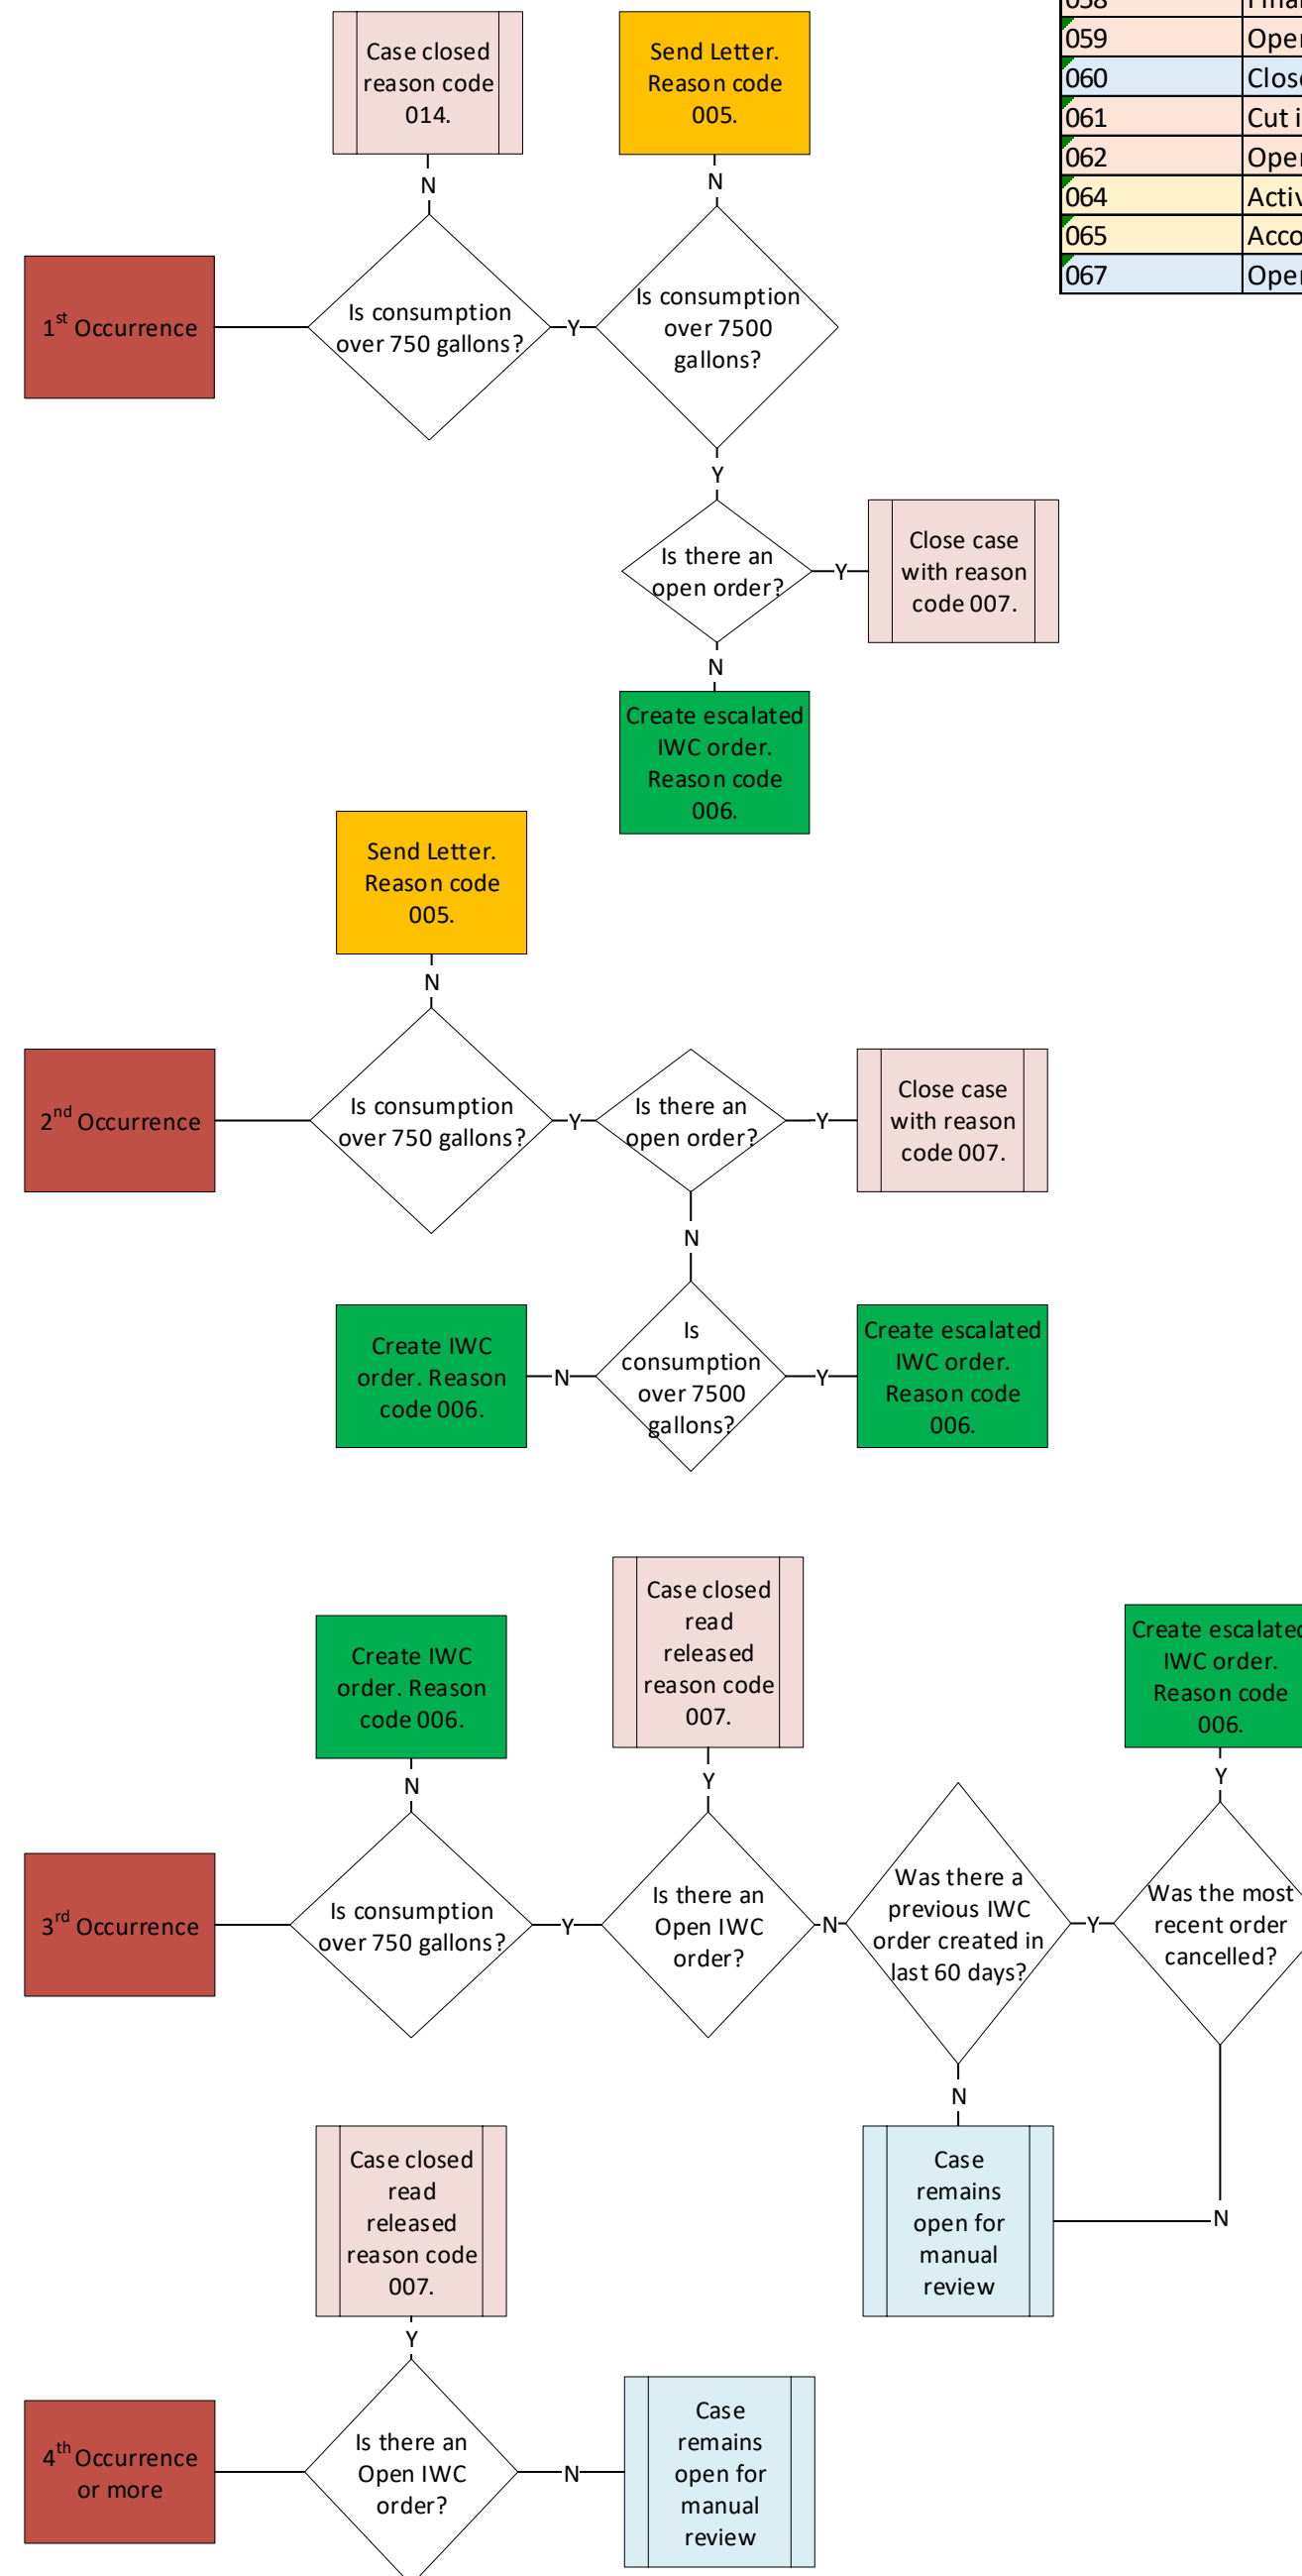 Case closed
reason code
014.
Send Letter.
Reason code
005.
059
060
061
Cut
062
064
065
067
N
N
1st Occurrence
Is consumption
over 750 gallons?
Y
Is consumption
over 7500
gallons?
Y
Is there an
open order?
Y
Close case
with reason
code 007.
N
Create escalated
IWC order.
Reason code
006.
Send Letter.
Reason code
005.
N
2nd Occurrence
Is consumption
over 750 gallons?
Y
Is there an
open order?
Y
Close case
with reason
code 007.
N
Create IWC
order. Reason
code 006.
N
Is
consumption
over 7500
gallons?
Y
Create escalated
IWC order.
Reason code
006.
Create IWC
order. Reason
code 006.
N
Case closed
read
released
reason code
007.
Y
Create escalated
IWC order.
Reason code
006.
Y
3rd Occurrence
Is consumption
over 750 gallons?
Y
Is there an
Open IWC
order?
N
Was there a
previous IWC
order created in
last 60 days?
Y
Was the most
recent order
cancelled?
N
N
Case
remains
open for
manual
review
Case closed
read
released
reason code
007.
Y
4th Occurrence
or more
Is there an
Open IWC
order?
N
Case
remains
open for
manual
review